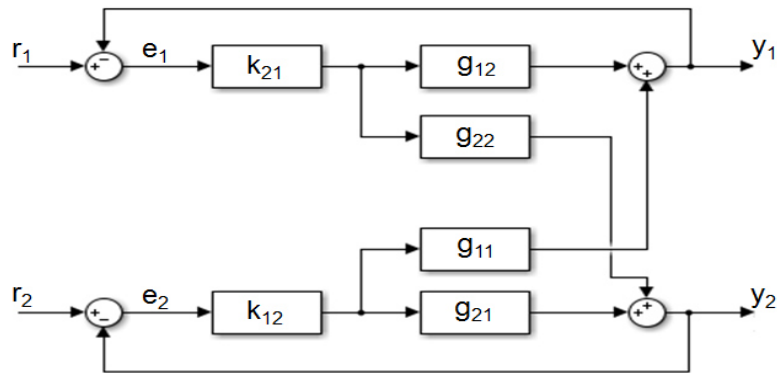 r₁ + − e₁ k₂₁ g₁₂ + + y₁
g₂₂
g₁₁
r₂ + − e₂ k₁₂ g₂₁ + + y₂